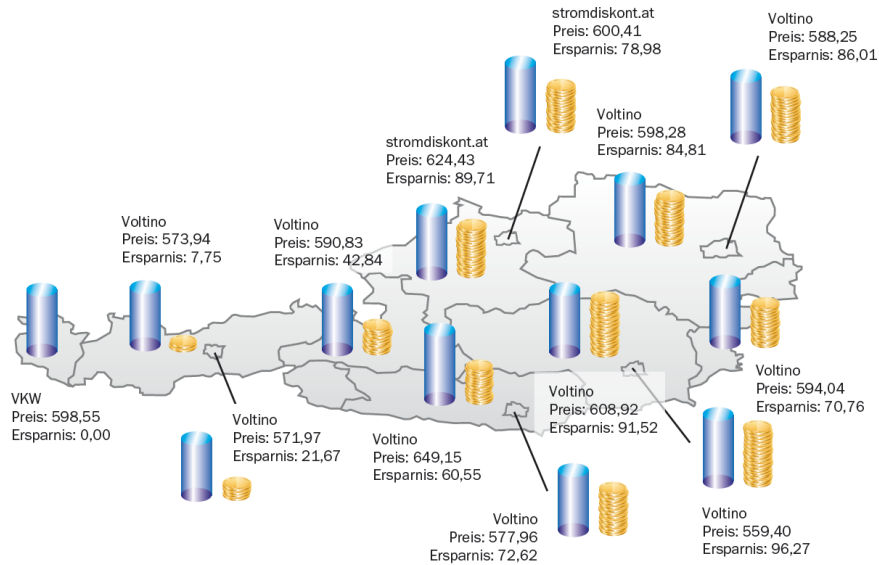 stromdiskont.at
Preis: 600,41
Ersparnis: 78,98
Voltino
Preis: 588,25
Ersparnis: 86,01
Voltino
Preis: 598,28
Ersparnis: 84,81
stromdiskont.at
Preis: 624,43
Ersparnis: 89,71
Voltino
Preis: 573,94
Ersparnis: 7,75
Voltino
Preis: 590,83
Ersparnis: 42,84
VKW
Preis: 598,55
Ersparnis: 0,00
Voltino
Preis: 571,97
Ersparnis: 21,67
Voltino
Preis: 649,15
Ersparnis: 60,55
Voltino
Preis: 608,92
Ersparnis: 91,52
Voltino
Preis: 594,04
Ersparnis: 70,76
Voltino
Preis: 577,96
Ersparnis: 72,62
Voltino
Preis: 559,40
Ersparnis: 96,27